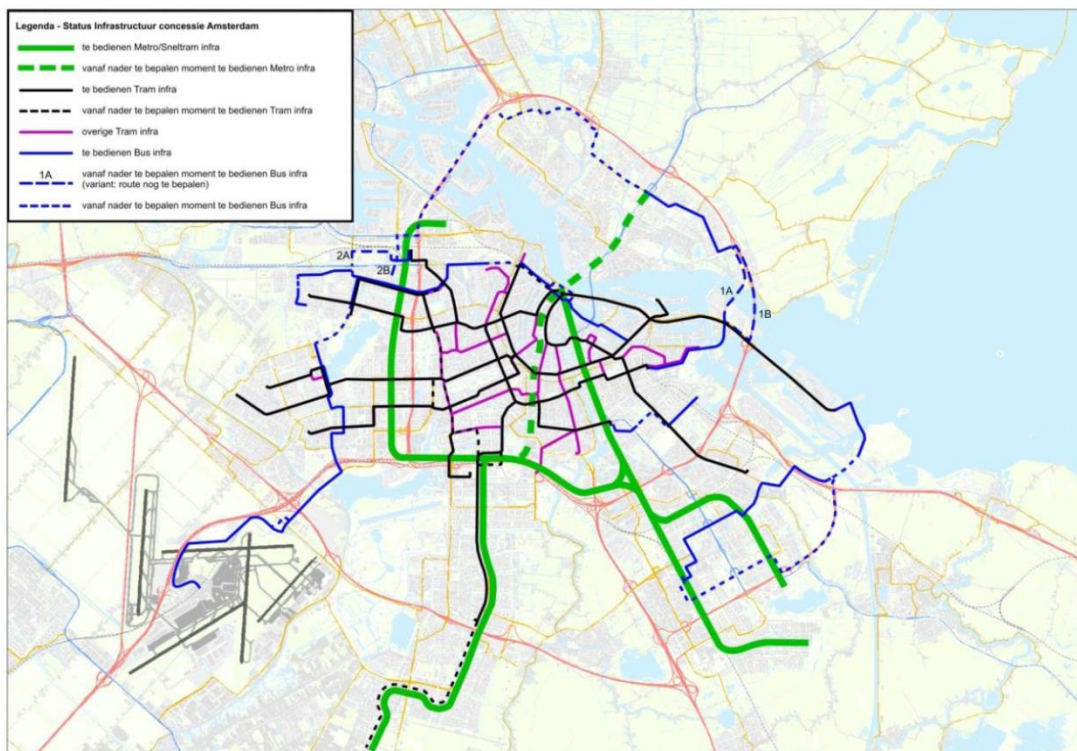 Legenda - Status Infrastructuur concessie Amsterdam
te bedienen Metro/Sneltram infra
vanaf nader te bepalen moment te bedienen Metro infra
te bedienen Tram infra
vanaf nader te bepalen moment te bedienen Tram infra
overige Tram infra
te bedienen Bus infra
1A vanaf nader te bepalen moment te bedienen Bus infra
(variant: route nog te bepalen)
vanaf nader te bepalen moment te bedienen Bus infra
2A
2B
1A
1B